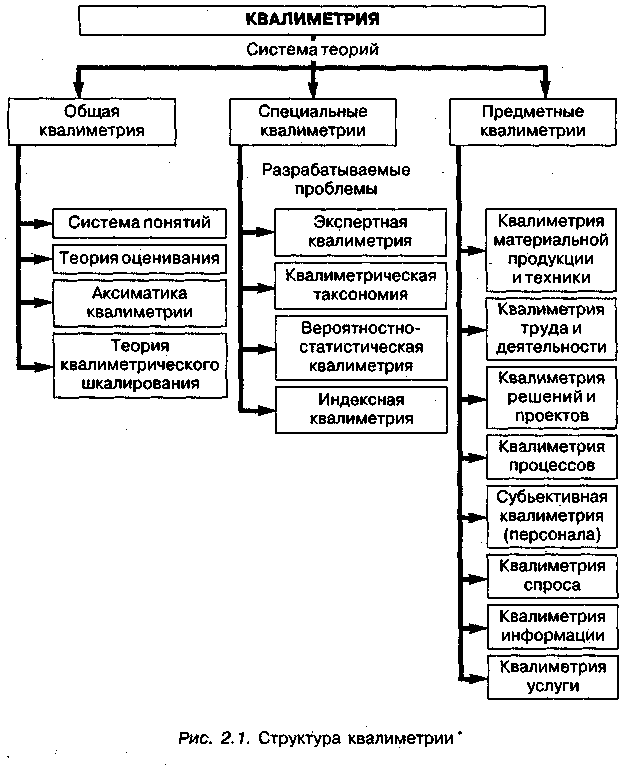 КВАЛИМЕТРИЯ
Система теорий
Общая
квалиметрия
Специальные
квалиметрии
Предметные
квалиметрии
Разрабатываемые
проблемы
Система понятий
Теория оценивания
Аксиматика
квалиметрии
Теория
квалиметрического
шкалирования
Экспертная
квалиметрия
Квалиметрическая
таксономия
Вероятностно-
статистическая
квалиметрия
Индексная
квалиметрия
Квалиметрия
материальной
продукции
и техники
Квалиметрия
труда и
деятельности
Квалиметрия
решений и
проектов
Квалиметрия
процессов
Субьективная
квалиметрия
(персонала)
Квалиметрия
спроса
Квалиметрия
информации
Квалиметрия
услуги
Рис. 2.1. Структура квалиметрии*